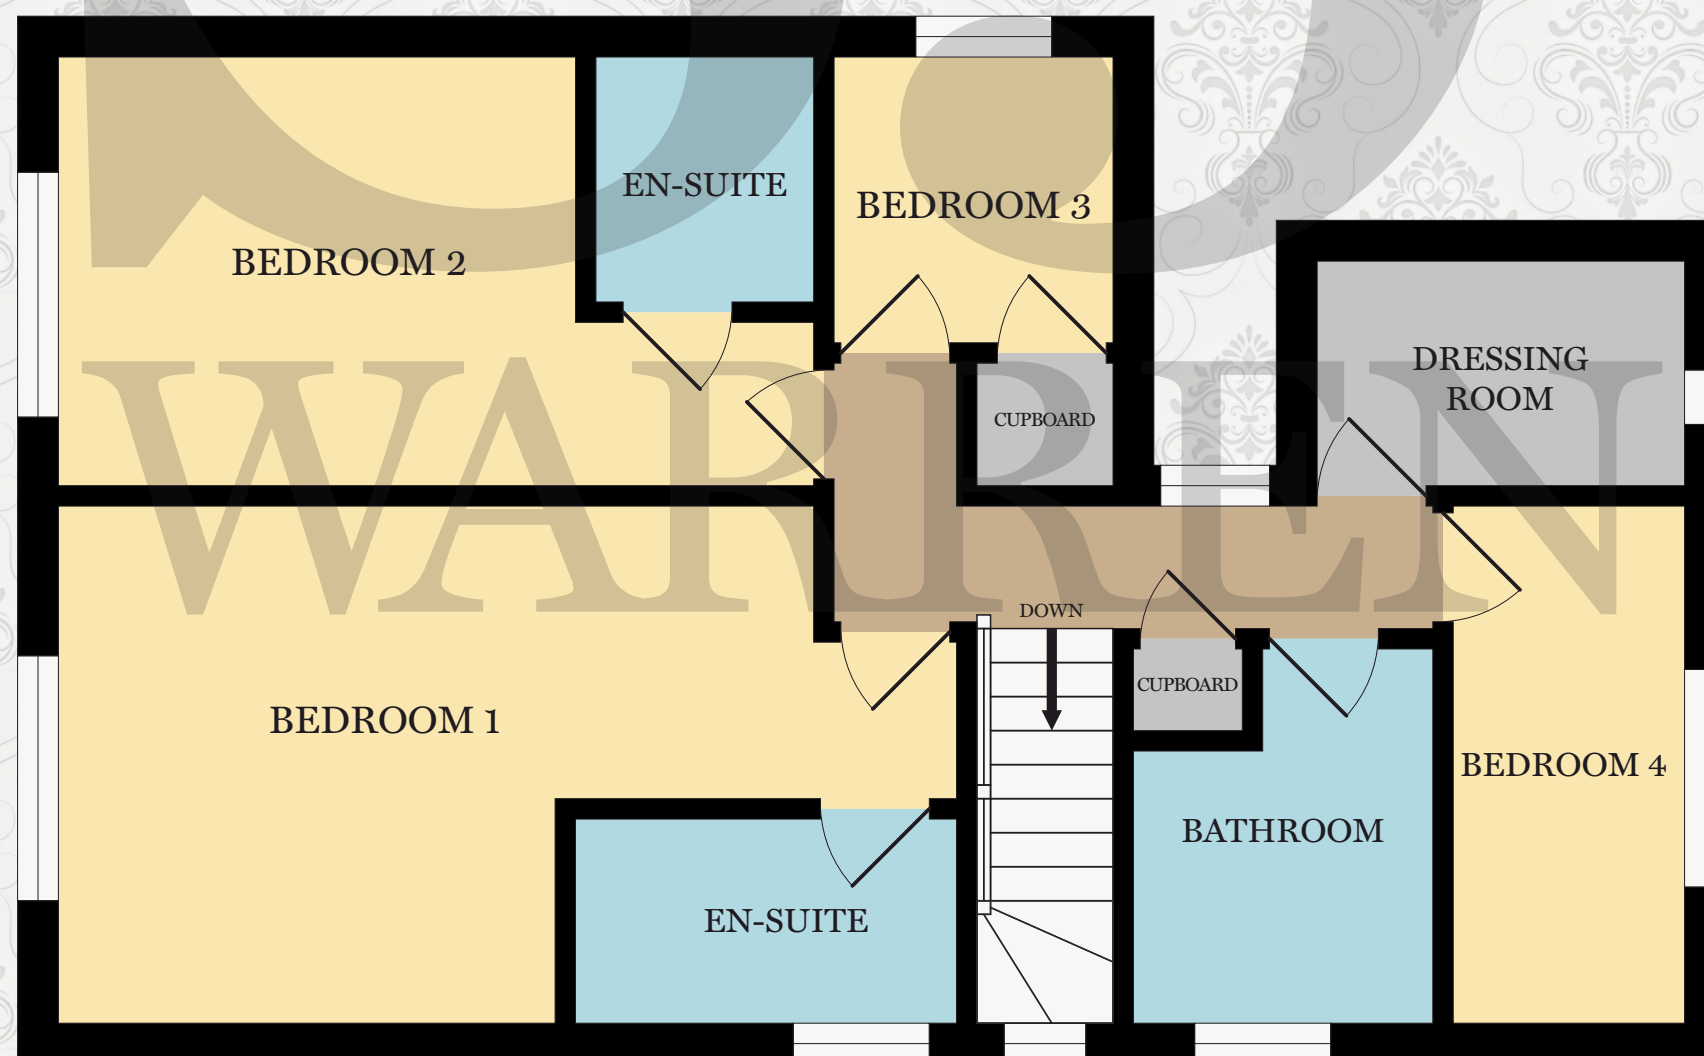 EN-SUITE
BEDROOM 3
BEDROOM 2
DRESSING
ROOM
CUPBOARD
WARREN
DOWN
CUPBOARD
BEDROOM 1
BEDROOM 4
BATHROOM
EN-SUITE